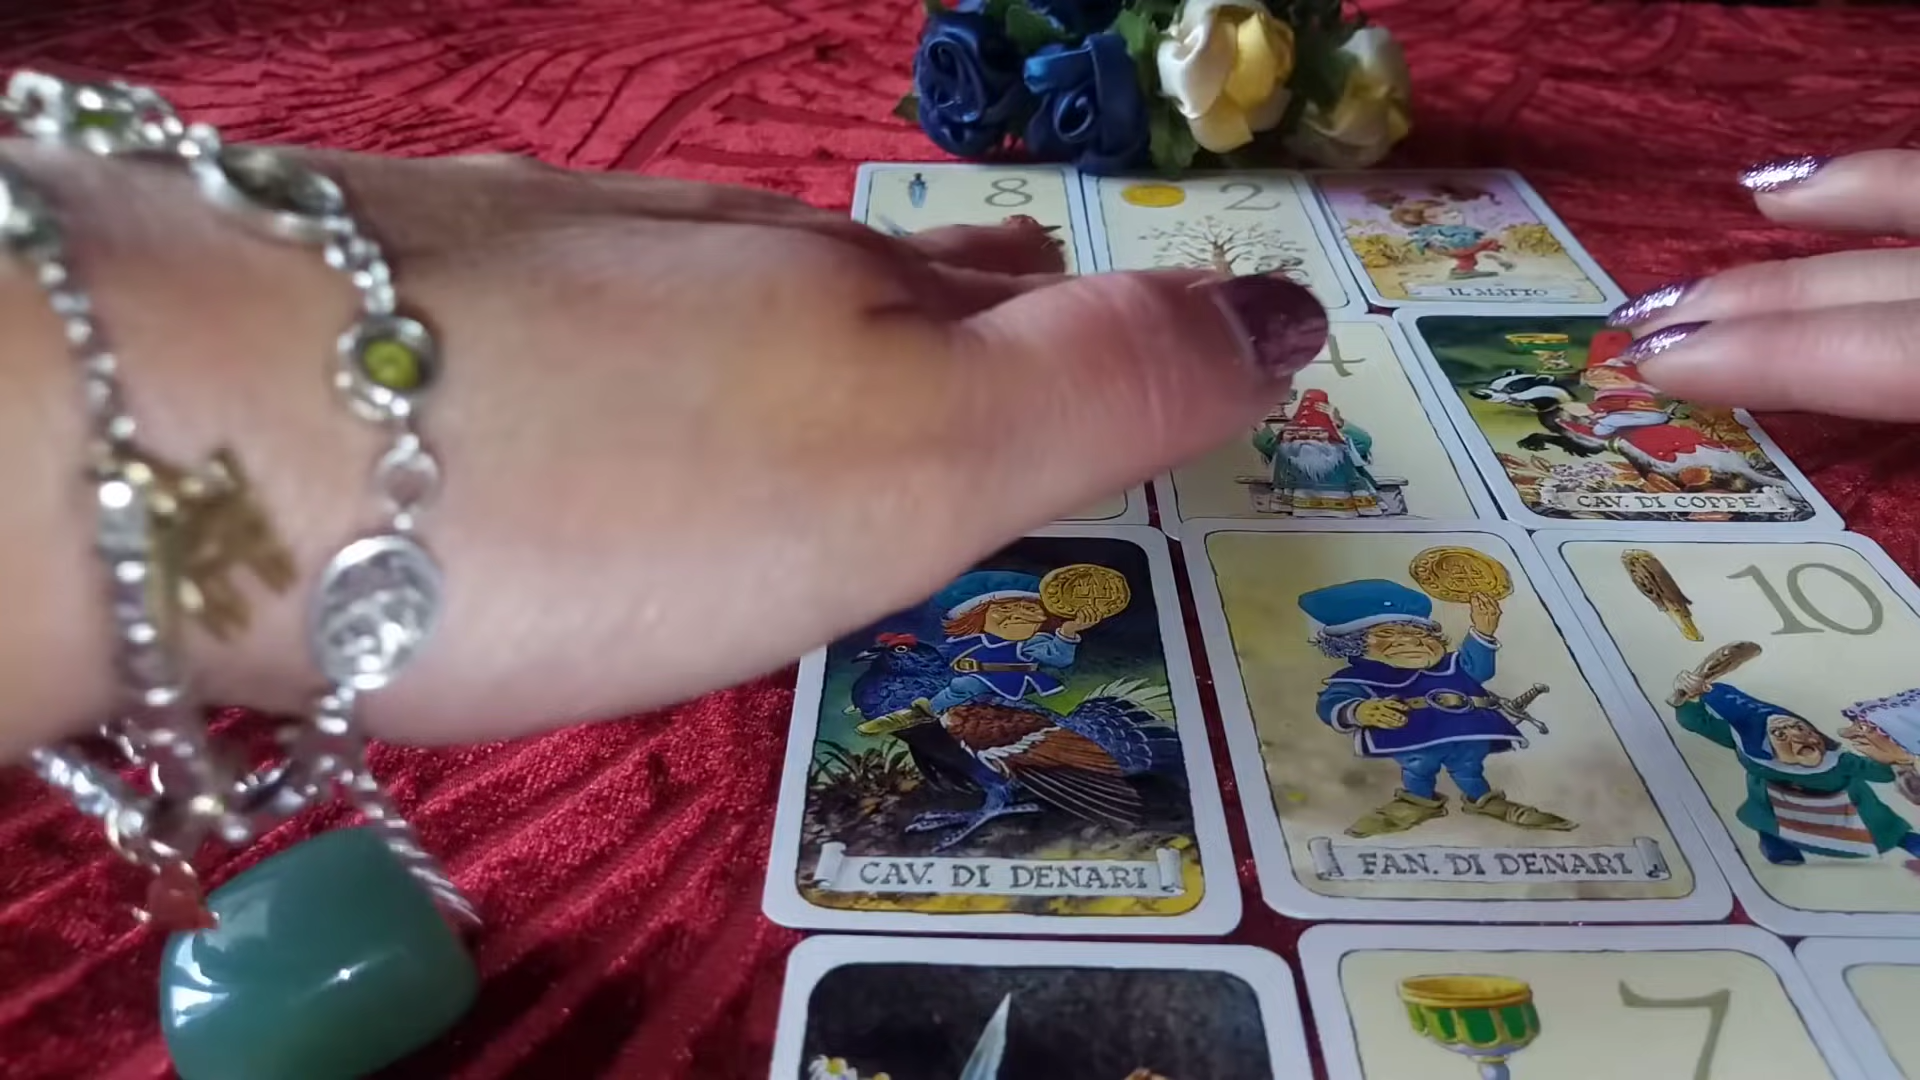 8
2
IL MATTO
4
CAV. DI COPPE
10
CAV. DI DENARI
FAN. DI DENARI
7